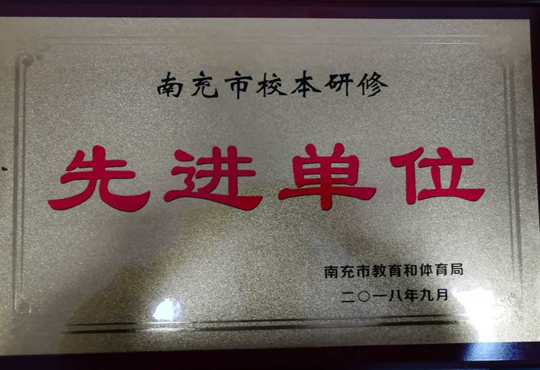 南充市校本研修
先进单位
南充市教育和体育局
二〇一八年九月